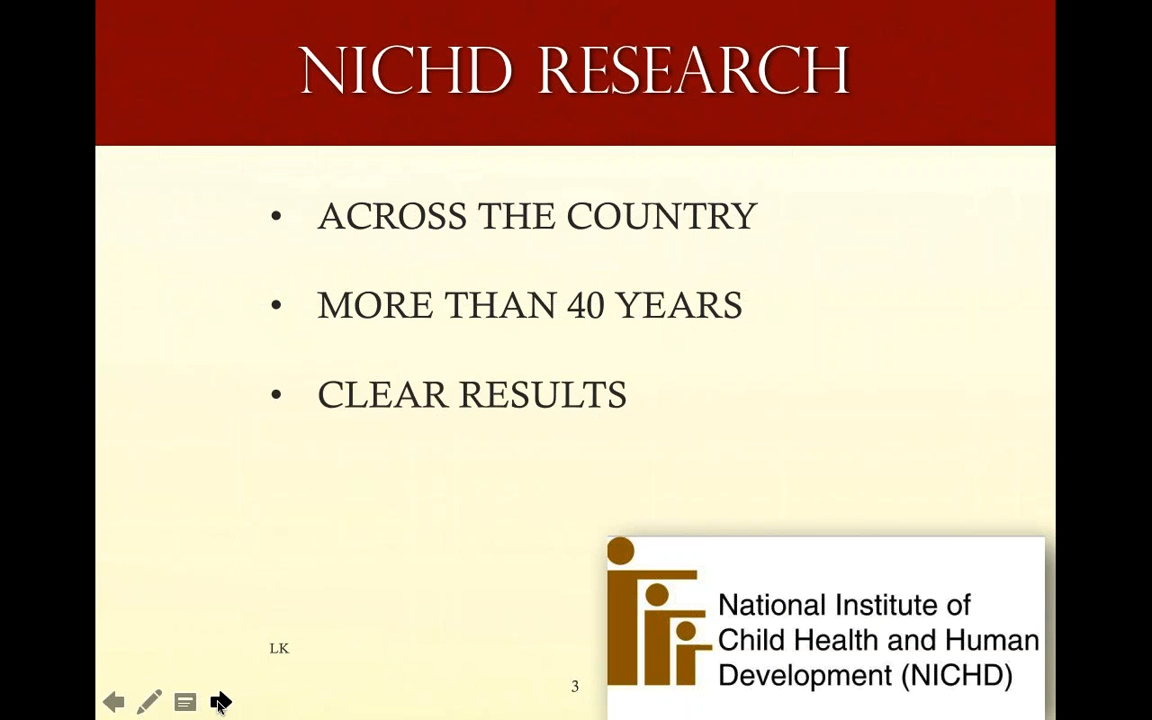 NICHD RESEARCH
• ACROSS THE COUNTRY
• MORE THAN 40 YEARS
• CLEAR RESULTS
National Institute of
Child Health and Human
Development (NICHD)
LK
3